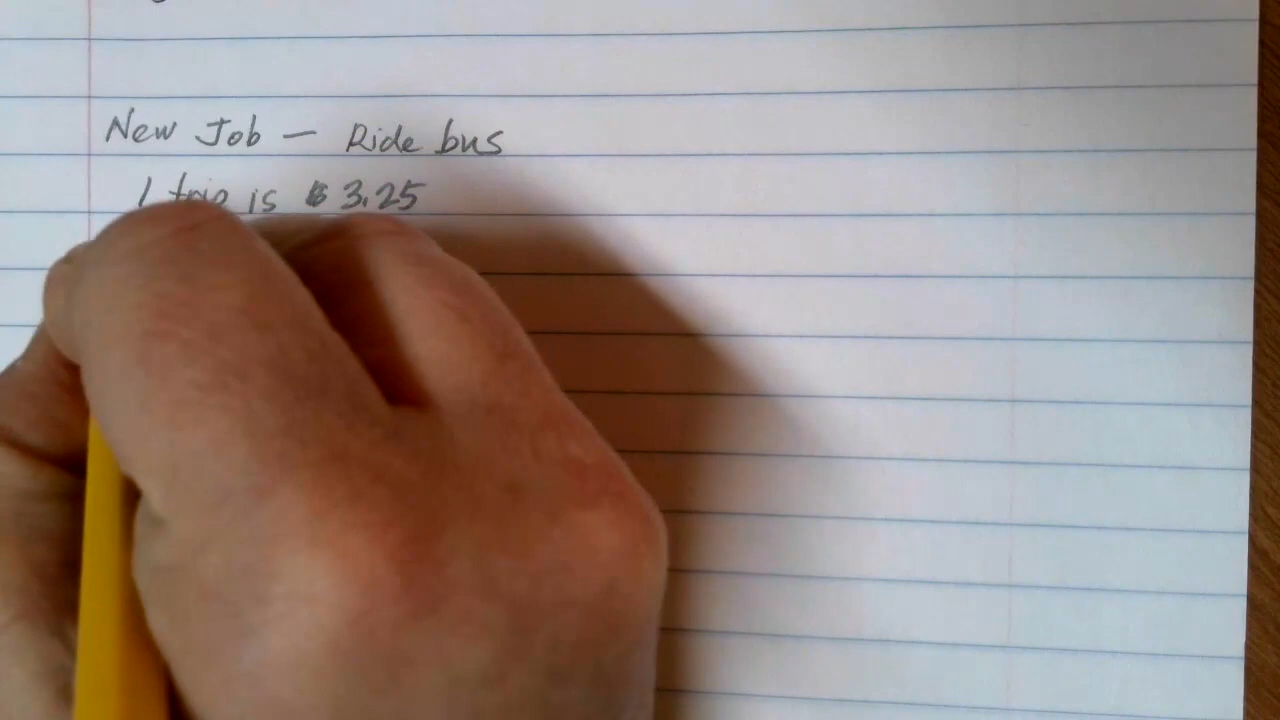 New Job – Ride bus
1 trip is $3.25